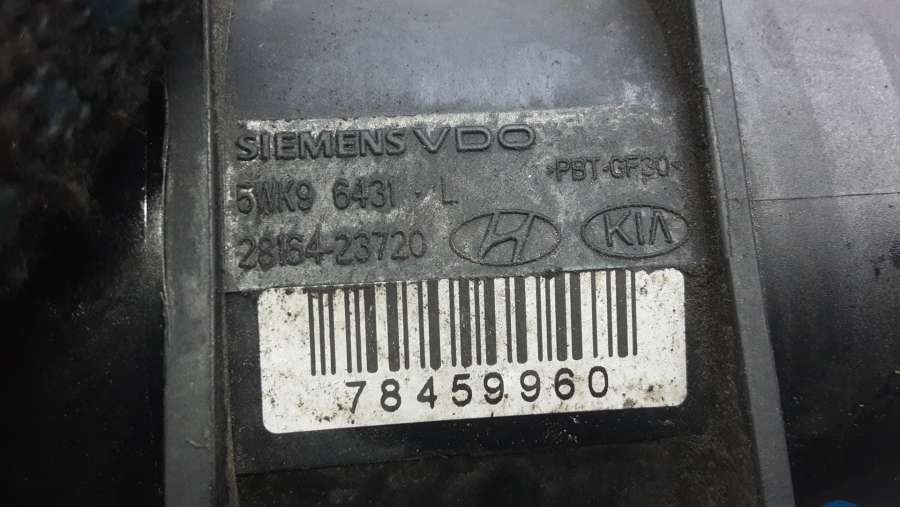 SIEMENS VDO
>PBT-GF30<
5WK9 6431 - L
28164-23720 H KIA
78459960